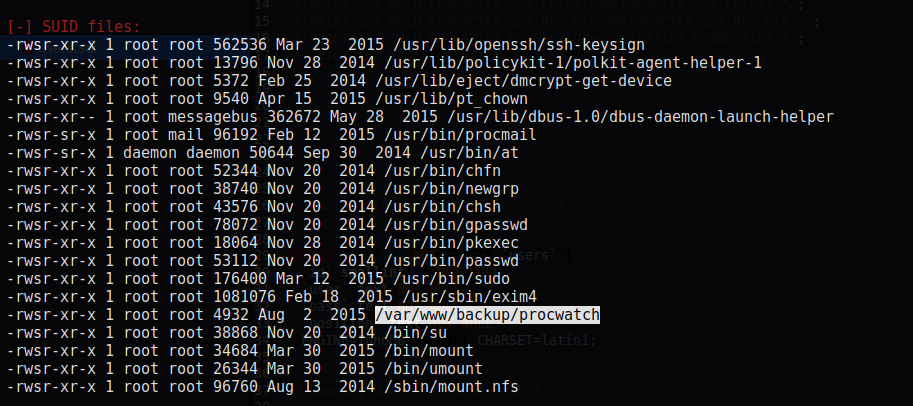 [-] SUID files:
-rwsr-xr-x 1 root root 562536 Mar 23  2015 /usr/lib/openssh/ssh-keysign
-rwsr-xr-x 1 root root 13796 Nov 28  2014 /usr/lib/policykit-1/polkit-agent-helper-1
-rwsr-xr-x 1 root root 5372 Feb 25  2014 /usr/lib/eject/dmcrypt-get-device
-rwsr-xr-x 1 root root 9540 Apr 15  2015 /usr/lib/pt_chown
-rwsr-xr-- 1 root messagebus 362672 May 28  2015 /usr/lib/dbus-1.0/dbus-daemon-launch-helper
-rwsr-sr-x 1 root mail 96192 Feb 12  2015 /usr/bin/procmail
-rwsr-sr-x 1 daemon daemon 50644 Sep 30  2014 /usr/bin/at
-rwsr-xr-x 1 root root 52344 Nov 20  2014 /usr/bin/chfn
-rwsr-xr-x 1 root root 38740 Nov 20  2014 /usr/bin/newgrp
-rwsr-xr-x 1 root root 43576 Nov 20  2014 /usr/bin/chsh
-rwsr-xr-x 1 root root 78072 Nov 20  2014 /usr/bin/gpasswd
-rwsr-xr-x 1 root root 18064 Nov 28  2014 /usr/bin/pkexec
-rwsr-xr-x 1 root root 53112 Nov 20  2014 /usr/bin/passwd
-rwsr-xr-x 1 root root 176400 Mar 12  2015 /usr/bin/sudo
-rwsr-xr-x 1 root root 1081076 Feb 18  2015 /usr/sbin/exim4
-rwsr-xr-x 1 root root 4932 Aug  2  2015 /var/www/backup/procwatch
-rwsr-xr-x 1 root root 38868 Nov 20  2014 /bin/su
-rwsr-xr-x 1 root root 34684 Mar 30  2015 /bin/mount
-rwsr-xr-x 1 root root 26344 Mar 30  2015 /bin/umount
-rwsr-xr-x 1 root root 96760 Aug 13  2014 /sbin/mount.nfs